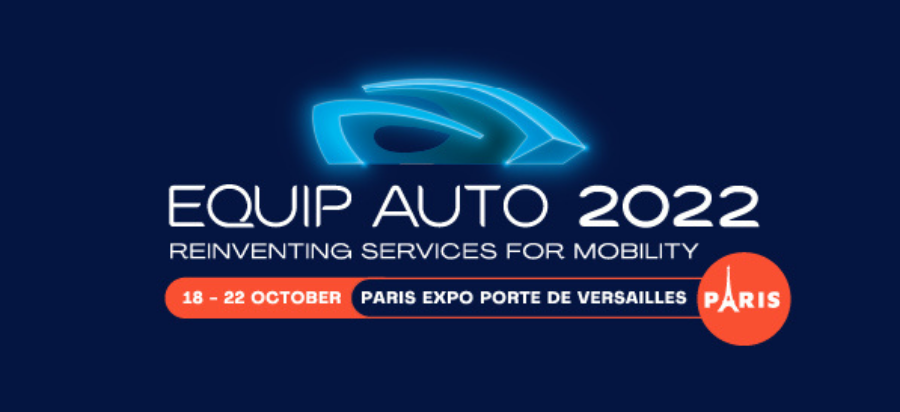 EQUIP AUTO 2022
REINVENTING SERVICES FOR MOBILITY
18 - 22 OCTOBER PARIS EXPO PORTE DE VERSAILLES PARIS